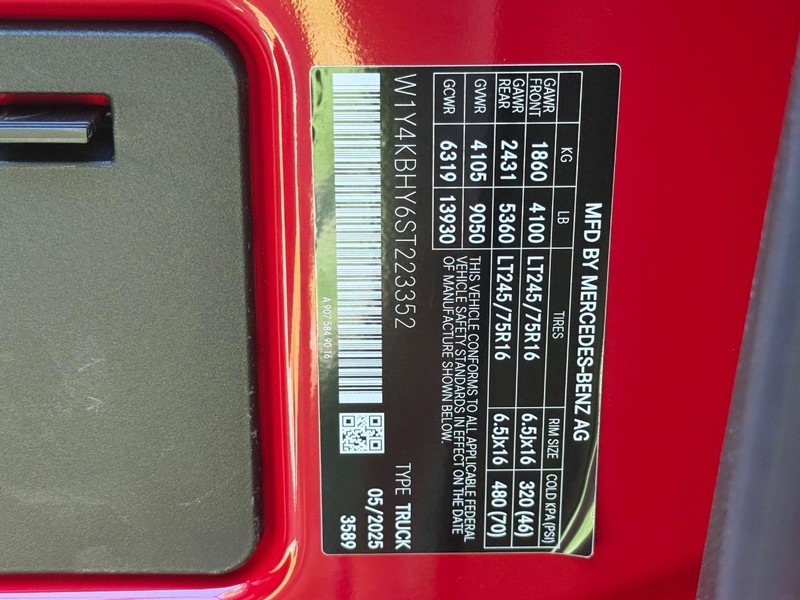 MFD BY MERCEDES-BENZ AG
KG LB TIRES RIM SIZE COLD KPA (PSI)
GAWR FRONT 1860 4100 LT245 /75R16 6.5Jx16 320 (46)
GAWR REAR 2431 5360 LT245 /75R16 6.5Jx16 480 (70)
GVWR 4105 9050
GCWR 6319 13930
THIS VEHICLE CONFORMS TO ALL APPLICABLE FEDERAL
VEHICLE SAFETY STANDARDS IN EFFECT ON THE DATE
OF MANUFACTURE SHOWN BELOW.
W1Y4KBHY6ST223352
TYPE TRUCK
05/2025
3589
A 907 584 90 16